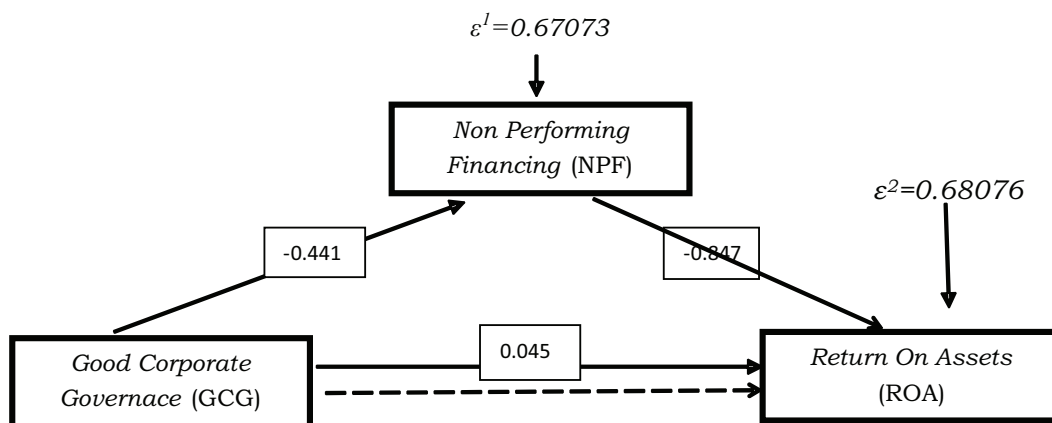 ε¹=0.67073
Non Performing
Financing (NPF)
ε²=0.68076
-0.441
-0.847
0.045
Good Corporate
Governace (GCG)
Return On Assets
(ROA)